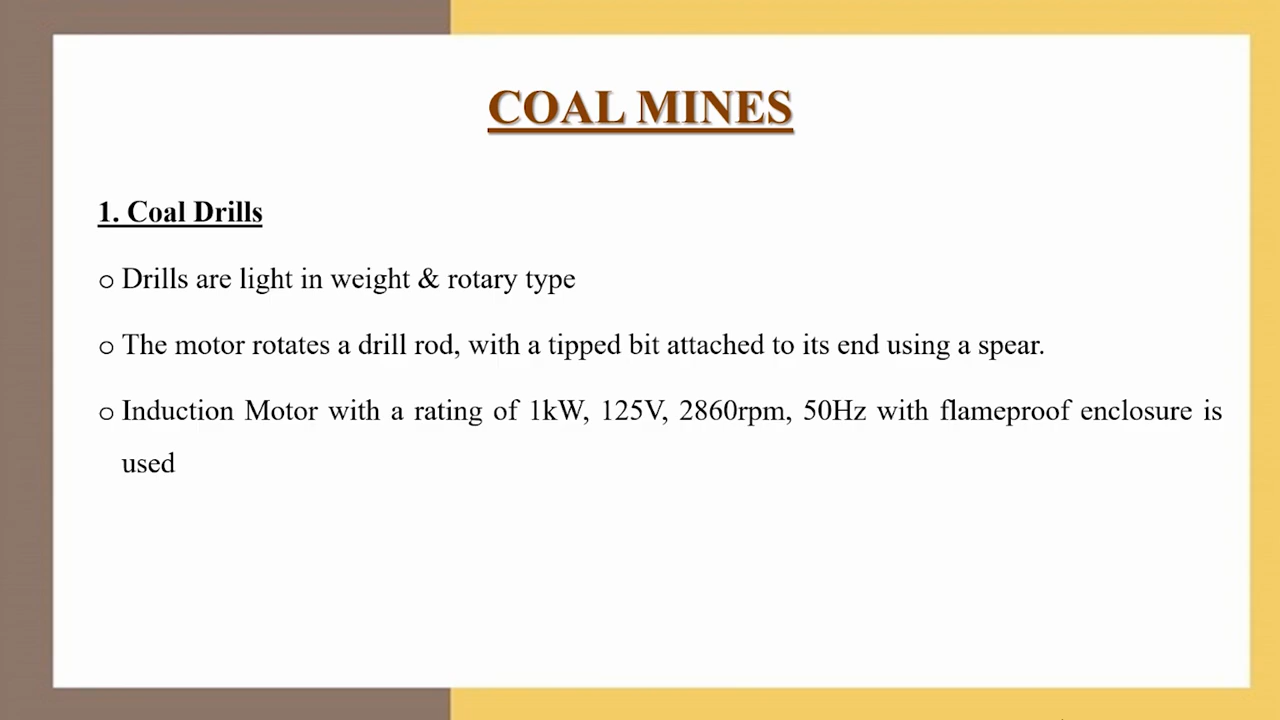 COAL MINES
1. Coal Drills
o Drills are light in weight & rotary type
o The motor rotates a drill rod, with a tipped bit attached to its end using a spear.
o Induction Motor with a rating of 1kW, 125V, 2860rpm, 50Hz with flameproof enclosure is
used